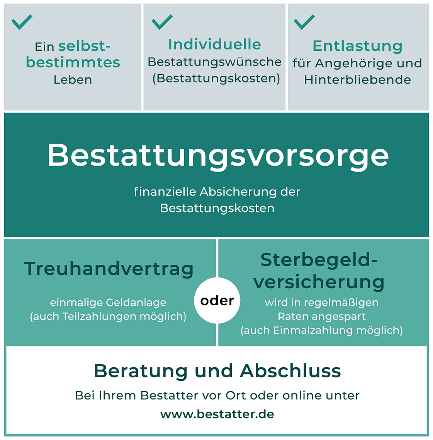 Ein selbst-
bestimmtes
Leben
Individuelle
Bestattungswünsche
(Bestattungskosten)
Entlastung
für Angehörige und
Hinterbliebende
Bestattungsvorsorge
finanzielle Absicherung der
Bestattungskosten
Treuhandvertrag
einmalige Geldanlage
(auch Teilzahlungen möglich)
oder
Sterbegeld-
versicherung
wird in regelmäßigen
Raten angespart
(auch Einmalzahlung möglich)
Beratung und Abschluss
Bei Ihrem Bestatter vor Ort oder online unter
www.bestatter.de